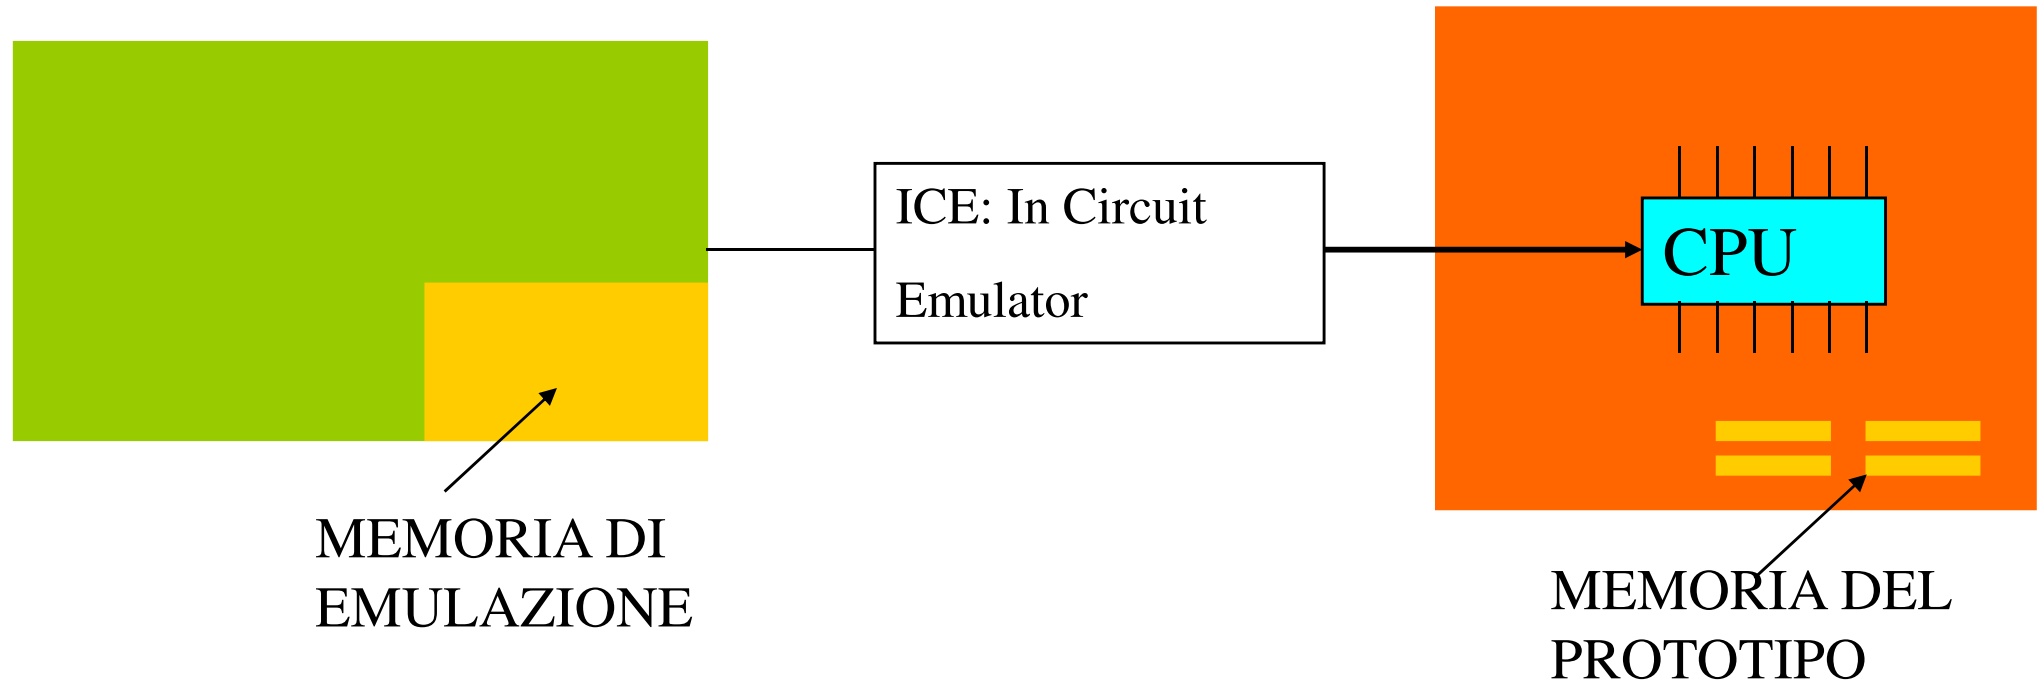 ICE: In Circuit
Emulator
CPU
MEMORIA DI
EMULAZIONE
MEMORIA DEL
PROTOTIPO